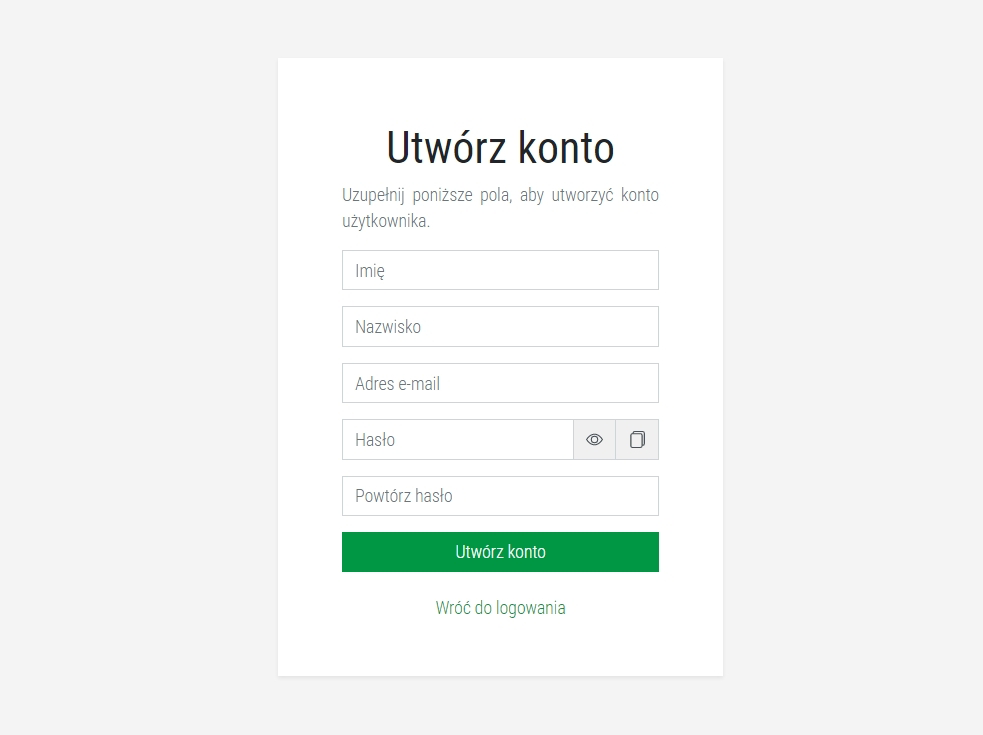 Utwórz konto
Uzupełnij poniższe pola, aby utworzyć konto
użytkownika.
Imię
Nazwisko
Adres e-mail
Hasło
Powtórz hasło
Utwórz konto
Wróć do logowania